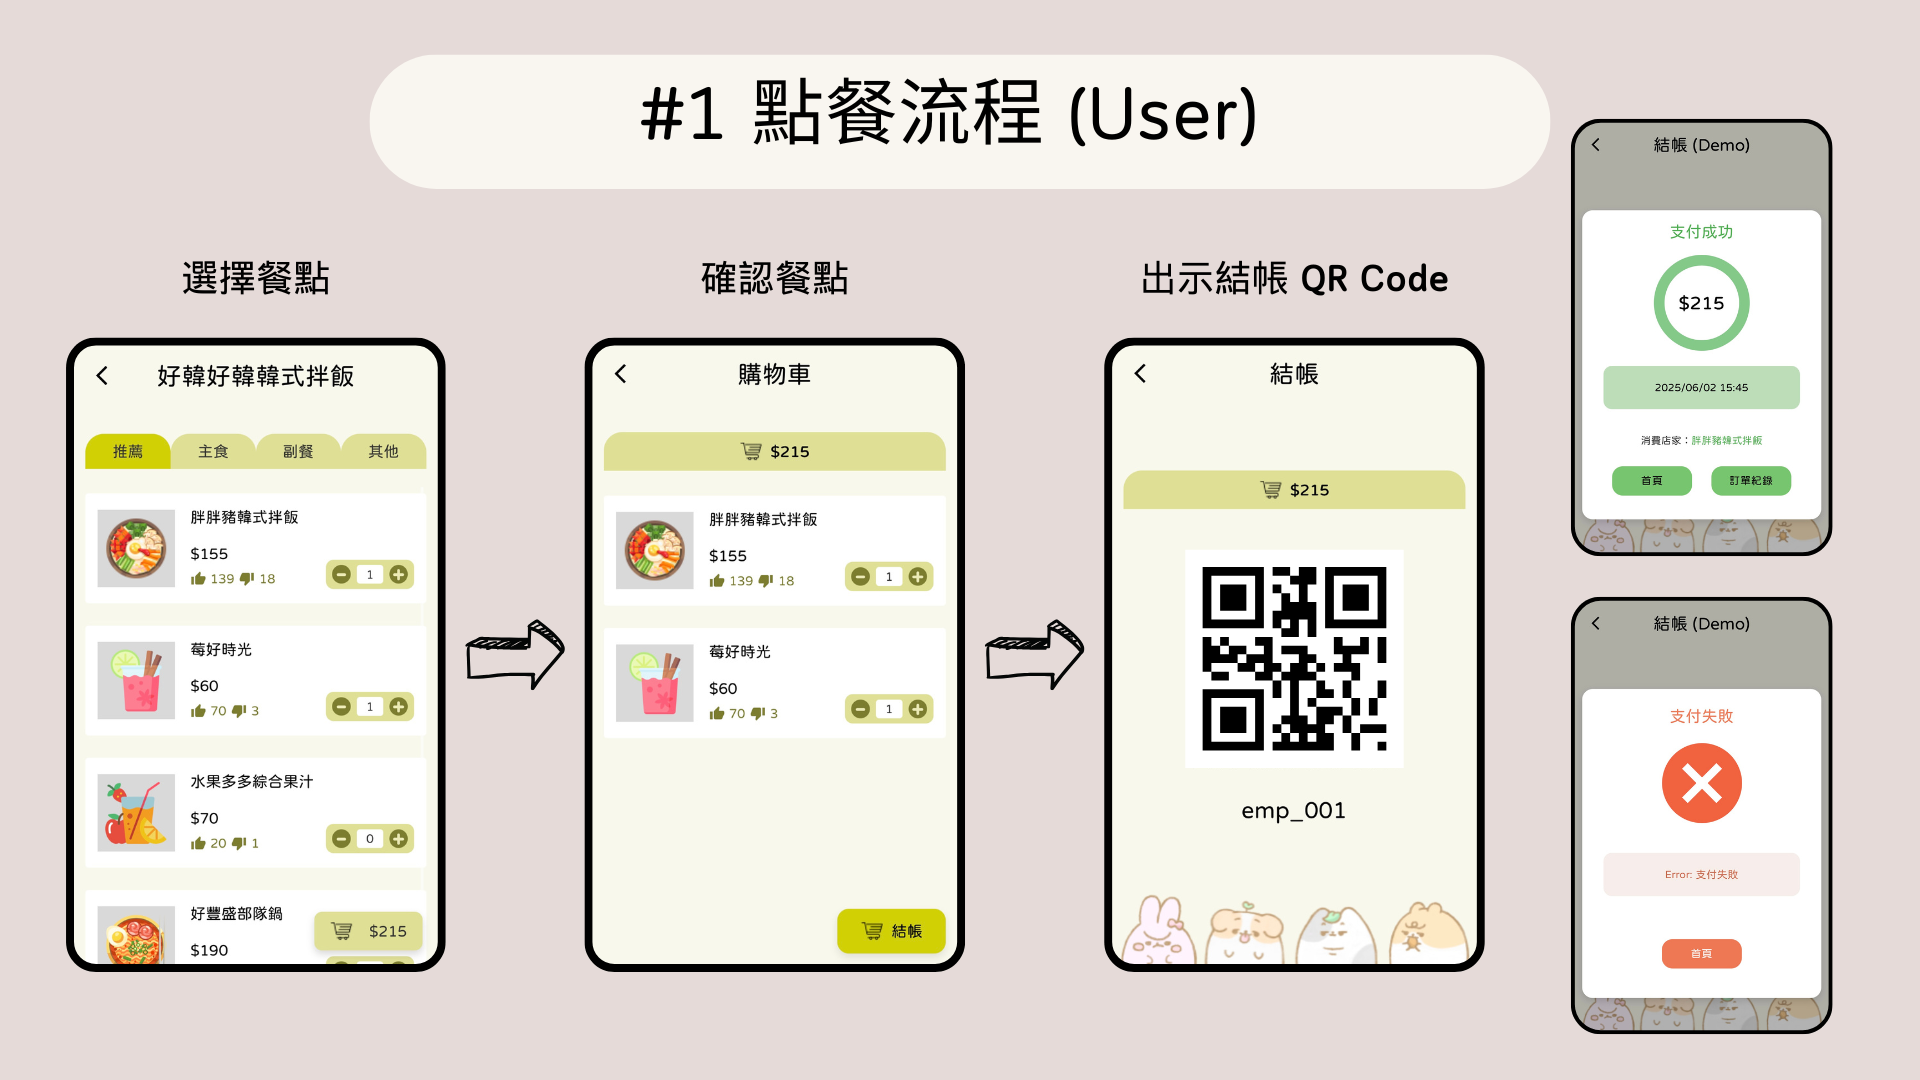 #1 點餐流程 (User)
選擇餐點
好韓好韓韓式拌飯
推薦
主食
副餐
其他
胖胖豬韓式拌飯
$155
139 18
1
莓好時光
$60
70 3
1
水果多多綜合果汁
$70
20 1
0
好豐盛部隊鍋
$190
$215
確認餐點
購物車
$215
胖胖豬韓式拌飯
$155
139 18
1
莓好時光
$60
70 3
1
結帳
出示結帳 QR Code
結帳
$215
emp_001
結帳 (Demo)
支付成功
$215
2025/06/02 15:45
消費店家：胖胖豬韓式拌飯
首頁
訂單紀錄
結帳 (Demo)
支付失敗
Error: 支付失敗
首頁